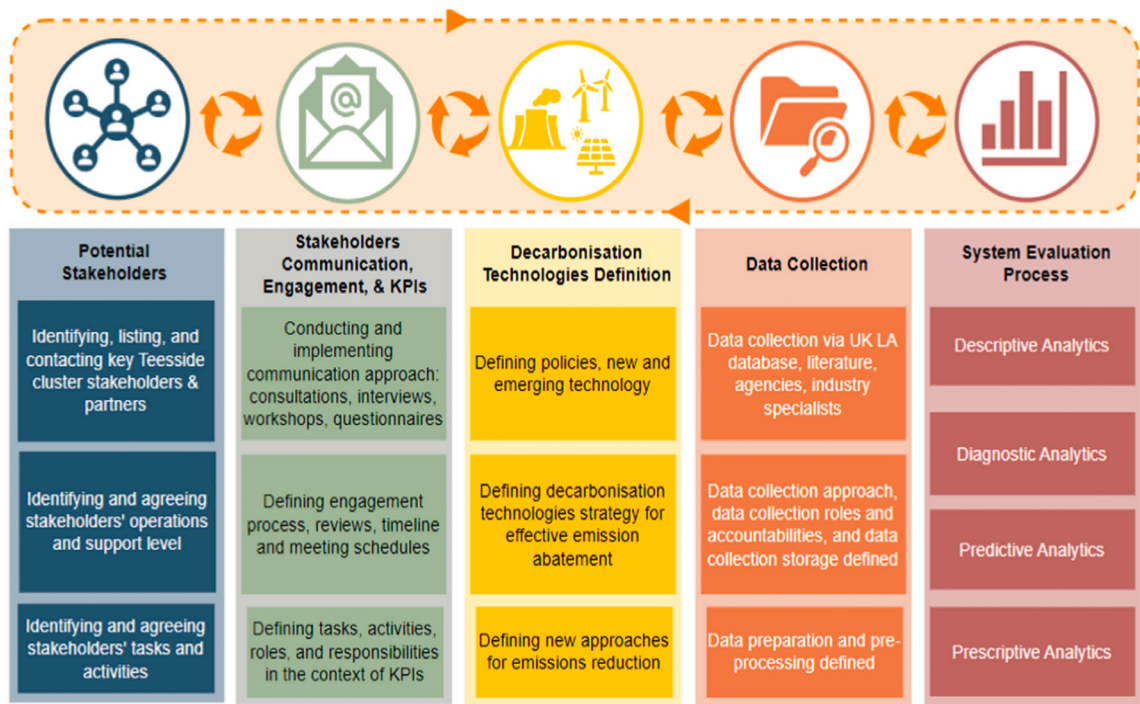 @
Potential
Stakeholders
Identifying, listing, and
contacting key Teesside
cluster stakeholders &
partners
Identifying and agreeing
stakeholders' operations
and support level
Identifying and agreeing
stakeholders' tasks and
activities
Stakeholders
Communication,
Engagement, & KPIs
Conducting and
implementing
communication approach:
consultations, interviews,
workshops, questionnaires
Defining engagement
process, reviews, timeline
and meeting schedules
Defining tasks, activities,
roles, and responsibilities
in the context of KPIs
Decarbonisation
Technologies Definition
Defining policies, new and
emerging technology
Defining decarbonisation
technologies strategy for
effective emission
abatement
Defining new approaches
for emissions reduction
Data Collection
Data collection via UK LA
database, literature,
agencies, industry
specialists
Data collection approach,
data collection roles and
accountabilities, and data
collection storage defined
Data preparation and pre-
processing defined
System Evaluation
Process
Descriptive Analytics
Diagnostic Analytics
Predictive Analytics
Prescriptive Analytics